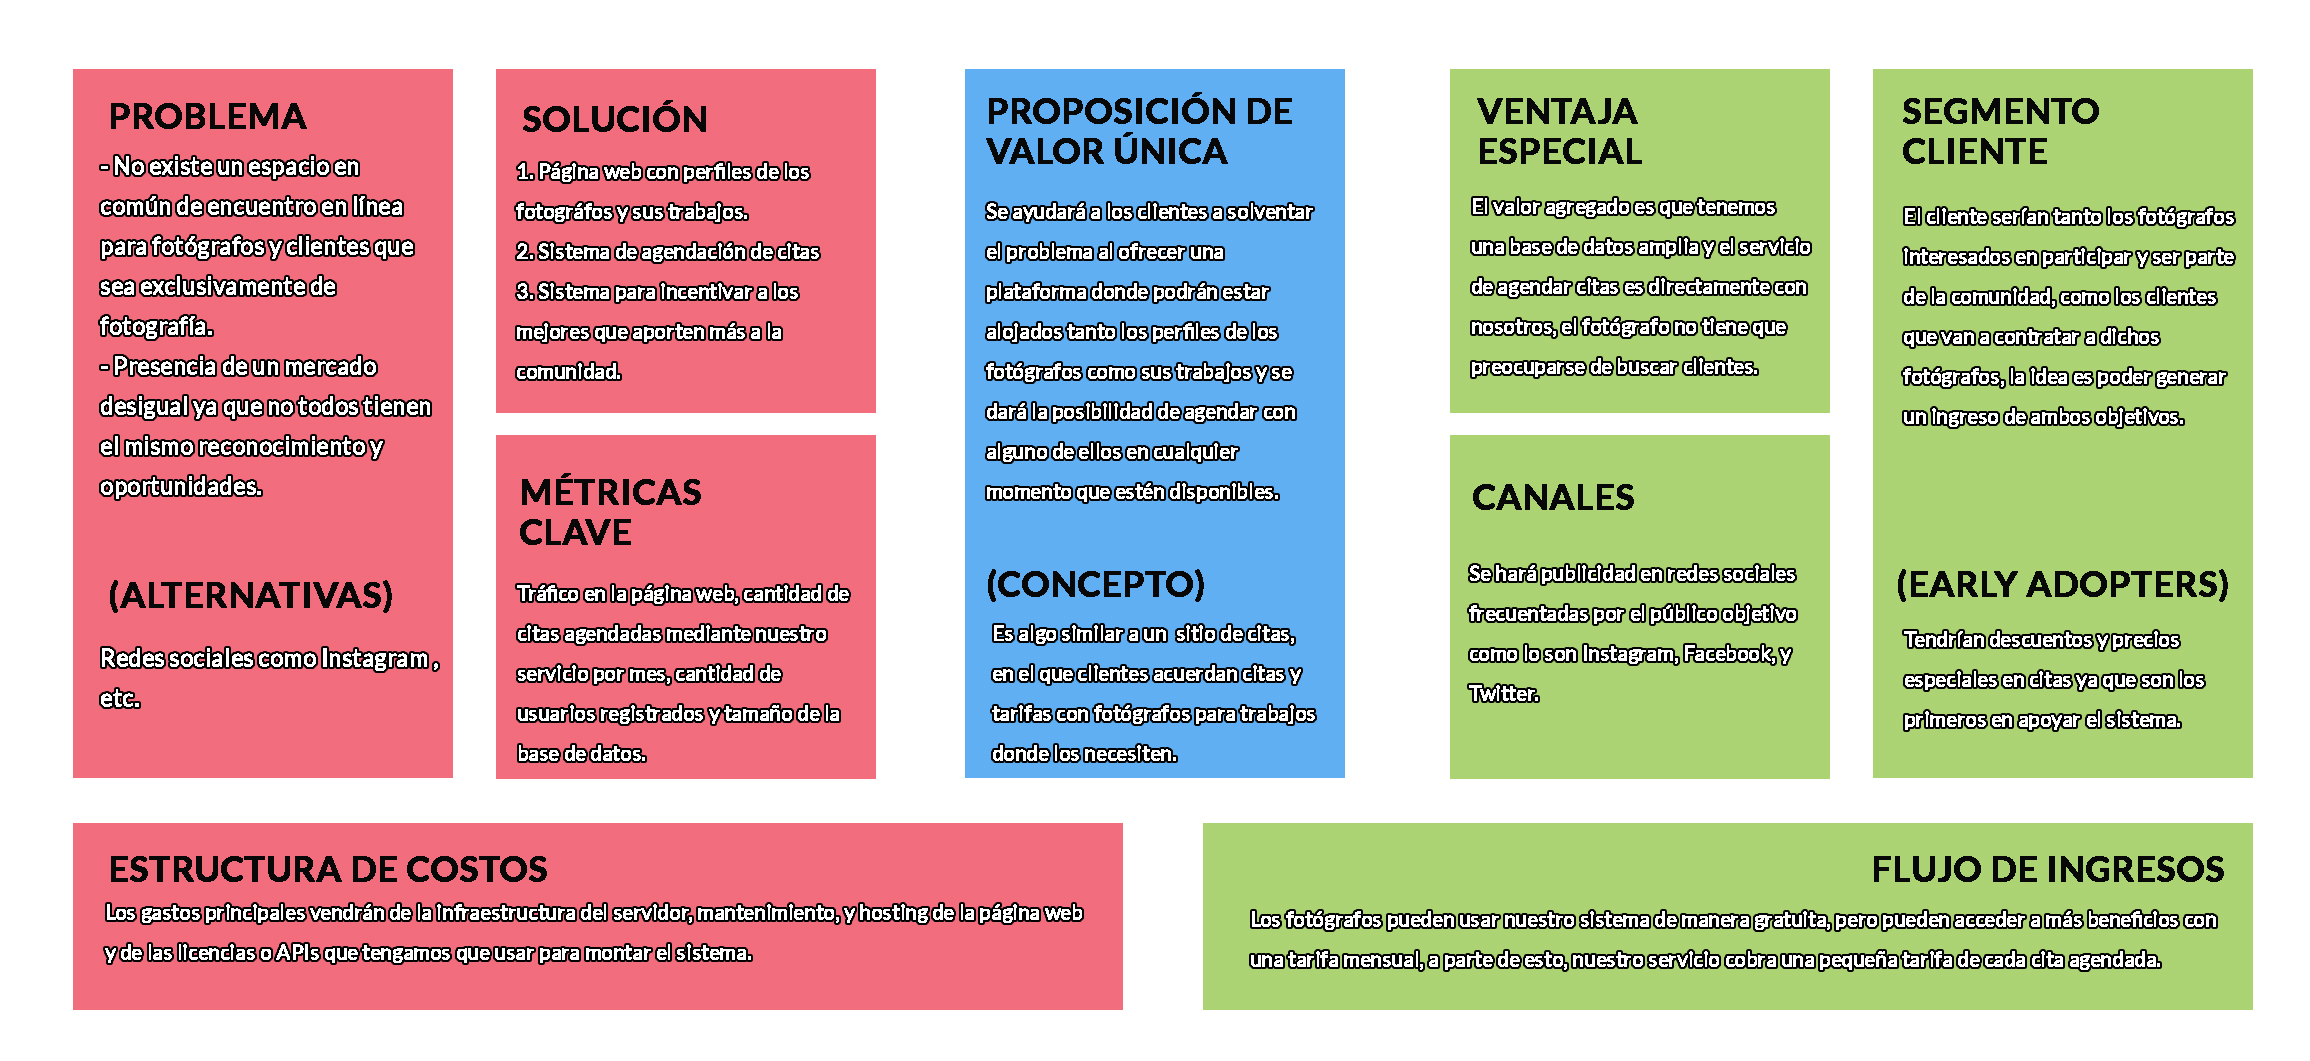 PROBLEMA
- No existe un espacio en
común de encuentro en línea
para fotógrafos y clientes que
sea exclusivamente de
fotografía.
- Presencia de un mercado
desigual ya que no todos tienen
el mismo reconocimiento y
oportunidades.
(ALTERNATIVAS)
Redes sociales como Instagram ,
etc.
SOLUCIÓN
1. Página web con perfiles de los
fotográfos y sus trabajos.
2. Sistema de agendación de citas
3. Sistema para incentivar a los
mejores que aporten más a la
comunidad.
MÉTRICAS
CLAVE
Tráfico en la página web, cantidad de
citas agendadas mediante nuestro
servicio por mes, cantidad de
usuarios registrados y tamaño de la
base de datos.
PROPOSICIÓN DE
VALOR ÚNICA
Se ayudará a los clientes a solventar
el problema al ofrecer una
plataforma donde podrán estar
alojados tanto los perfiles de los
fotógrafos como sus trabajos y se
dará la posibilidad de agendar con
alguno de ellos en cualquier
momento que estén disponibles.
(CONCEPTO)
Es algo similar a un sitio de citas,
en el que clientes acuerdan citas y
tarifas con fotógrafos para trabajos
donde los necesiten.
VENTAJA
ESPECIAL
El valor agregado es que tenemos
una base de datos amplia y el servicio
de agendar citas es directamente con
nosotros, el fotógrafo no tiene que
preocuparse de buscar clientes.
CANALES
Se hará publicidad en redes sociales
frecuentadas por el público objetivo
como lo son Instagram, Facebook, y
Twitter.
SEGMENTO
CLIENTE
El cliente serían tanto los fotógrafos
interesados en participar y ser parte
de la comunidad, como los clientes
que van a contratar a dichos
fotógrafos, la idea es poder generar
un ingreso de ambos objetivos.
(EARLY ADOPTERS)
Tendrían descuentos y precios
especiales en citas ya que son los
primeros en apoyar el sistema.
ESTRUCTURA DE COSTOS
Los gastos principales vendrán de la infraestructura del servidor, mantenimiento, y hosting de la página web
y de las licencias o APIs que tengamos que usar para montar el sistema.
FLUJO DE INGRESOS
Los fotógrafos pueden usar nuestro sistema de manera gratuita, pero pueden acceder a más beneficios con
una tarifa mensual, a parte de esto, nuestro servicio cobra una pequeña tarifa de cada cita agendada.